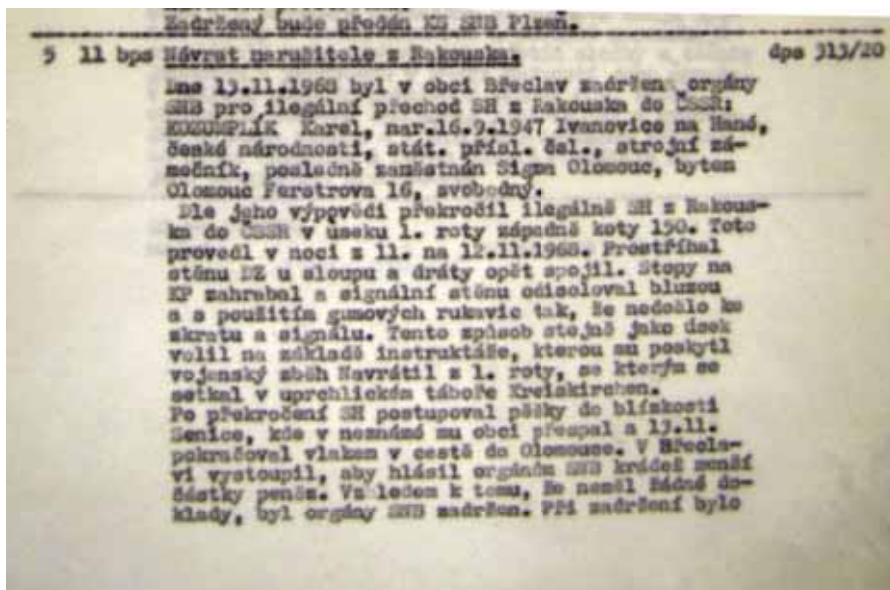 Zadržený bude předán KS SNB Plzeň.
5 11 bps Návrat narušitele z Rakouska. dps 313/20
Dne 13.11.1968 byl v obci Břeclav zadržen orgány
SNB pro ilegální přechod SH z Rakouska do ČSSR:
KOZUMPLÍK Karel, nar.16.9.1947 Ivanovice na Hané,
české národnosti, stát. přísl. čsl., strojní zá-
mečník, posledně zaměstnán Sigma Olomouc, bytem
Olomouc Ferstrova 16, svobodný.
Dle jeho výpovědi překročil ilegálně SH z Rakous-
ka do ČSSR v úseku 1. roty západně koty 150. Toto
provedl v noci z 11. na 12.11.1968. Prostříhal
stěnu DZ u sloupu a dráty opět spojil. Stopy na
KP zahrabal a signální stěnu odisoloval bluzou
a s použitím gumových rukavic tak, že nedošlo ke
zkratu a signálu. Tento způsob stejně jako úsek
volil na základě instruktáže, kterou mu poskytl
vojenský zběh Navrátil z 1. roty, se kterým se
setkal v uprchlickém táboře Kreiskirchen.
Po překročení SH postupoval pěšky do blízkosti
Senice, kde v neznámé mu obci přespal a 13.11.
pokračoval vlakem v cestě do Olomouce. V Břecla-
vi vystoupil, aby hlásil orgánům SNB krádež menší
částky peněz. Vzhledem k tomu, že neměl žádné do-
klady, byl orgány SNB zadržen. Při zadržení bylo